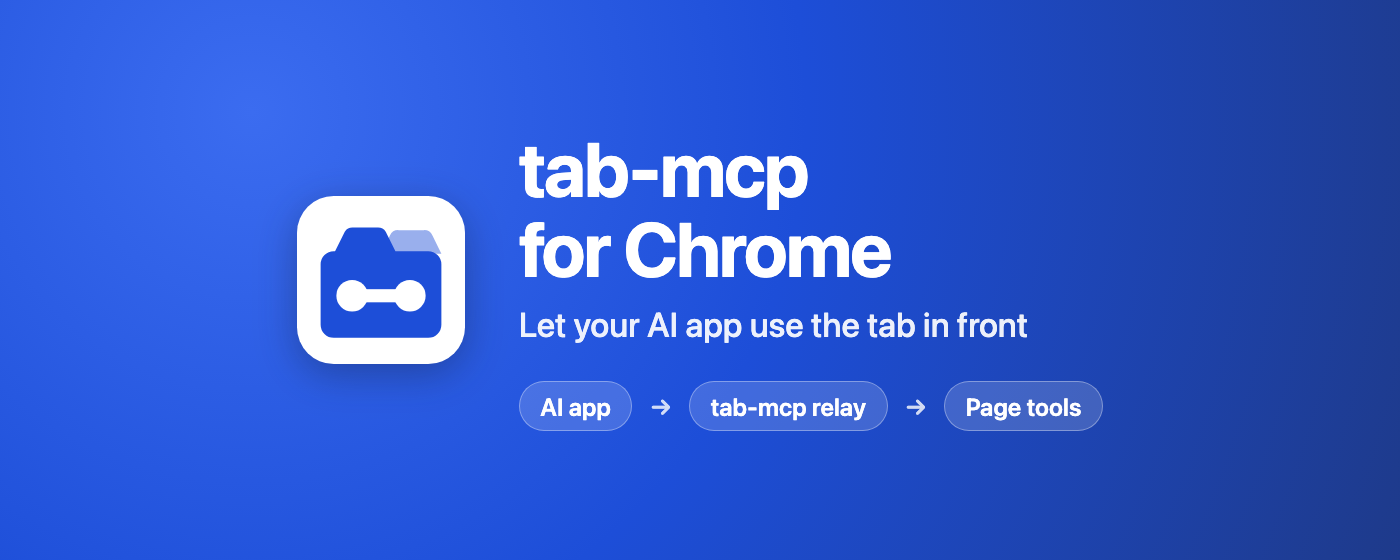 tab-mcp
for Chrome
Let your AI app use the tab in front
AI app → tab-mcp relay → Page tools